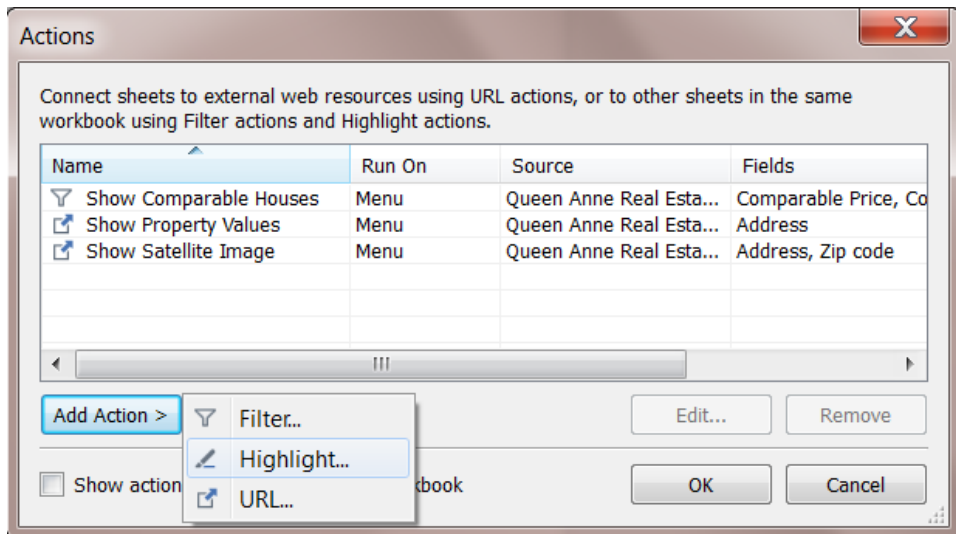 Actions
Connect sheets to external web resources using URL actions, or to other sheets in the same
workbook using Filter actions and Highlight actions.
Name Run On Source Fields
Show Comparable Houses Menu Queen Anne Real Esta... Comparable Price, Co
Show Property Values Menu Queen Anne Real Esta... Address
Show Satellite Image Menu Queen Anne Real Esta... Address, Zip code
Add Action > Filter... Edit... Remove
Highlight...
Show action kbook OK Cancel
URL...